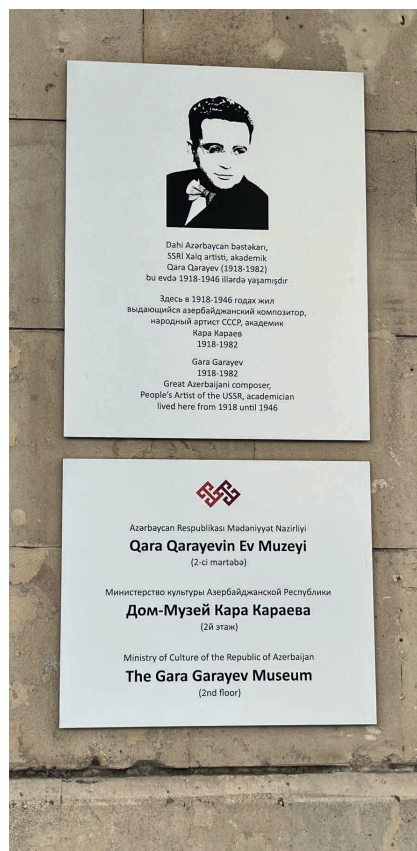 Dahi Azərbaycan bəstəkarı,
SSRİ Xalq artisti, akademik
Qara Qarayev (1918-1982)
bu evdə 1918-1946 illərdə yaşamışdır
Здесь в 1918-1946 годах жил
выдающийся азербайджанский композитор,
народный артист СССР, академик
Кара Караев
1918-1982
Gara Garayev
1918-1982
Great Azerbaijani composer,
People's Artist of the USSR, academician
lived here from 1918 until 1946
Azərbaycan Respublikası Mədəniyyət Nazirliyi
Qara Qarayevin Ev Muzeyi
(2-ci mərtəbə)
Министерство культуры Азербайджанской Республики
Дом-Музей Кара Караева
(2й этаж)
Ministry of Culture of the Republic of Azerbaijan
The Gara Garayev Museum
(2nd floor)